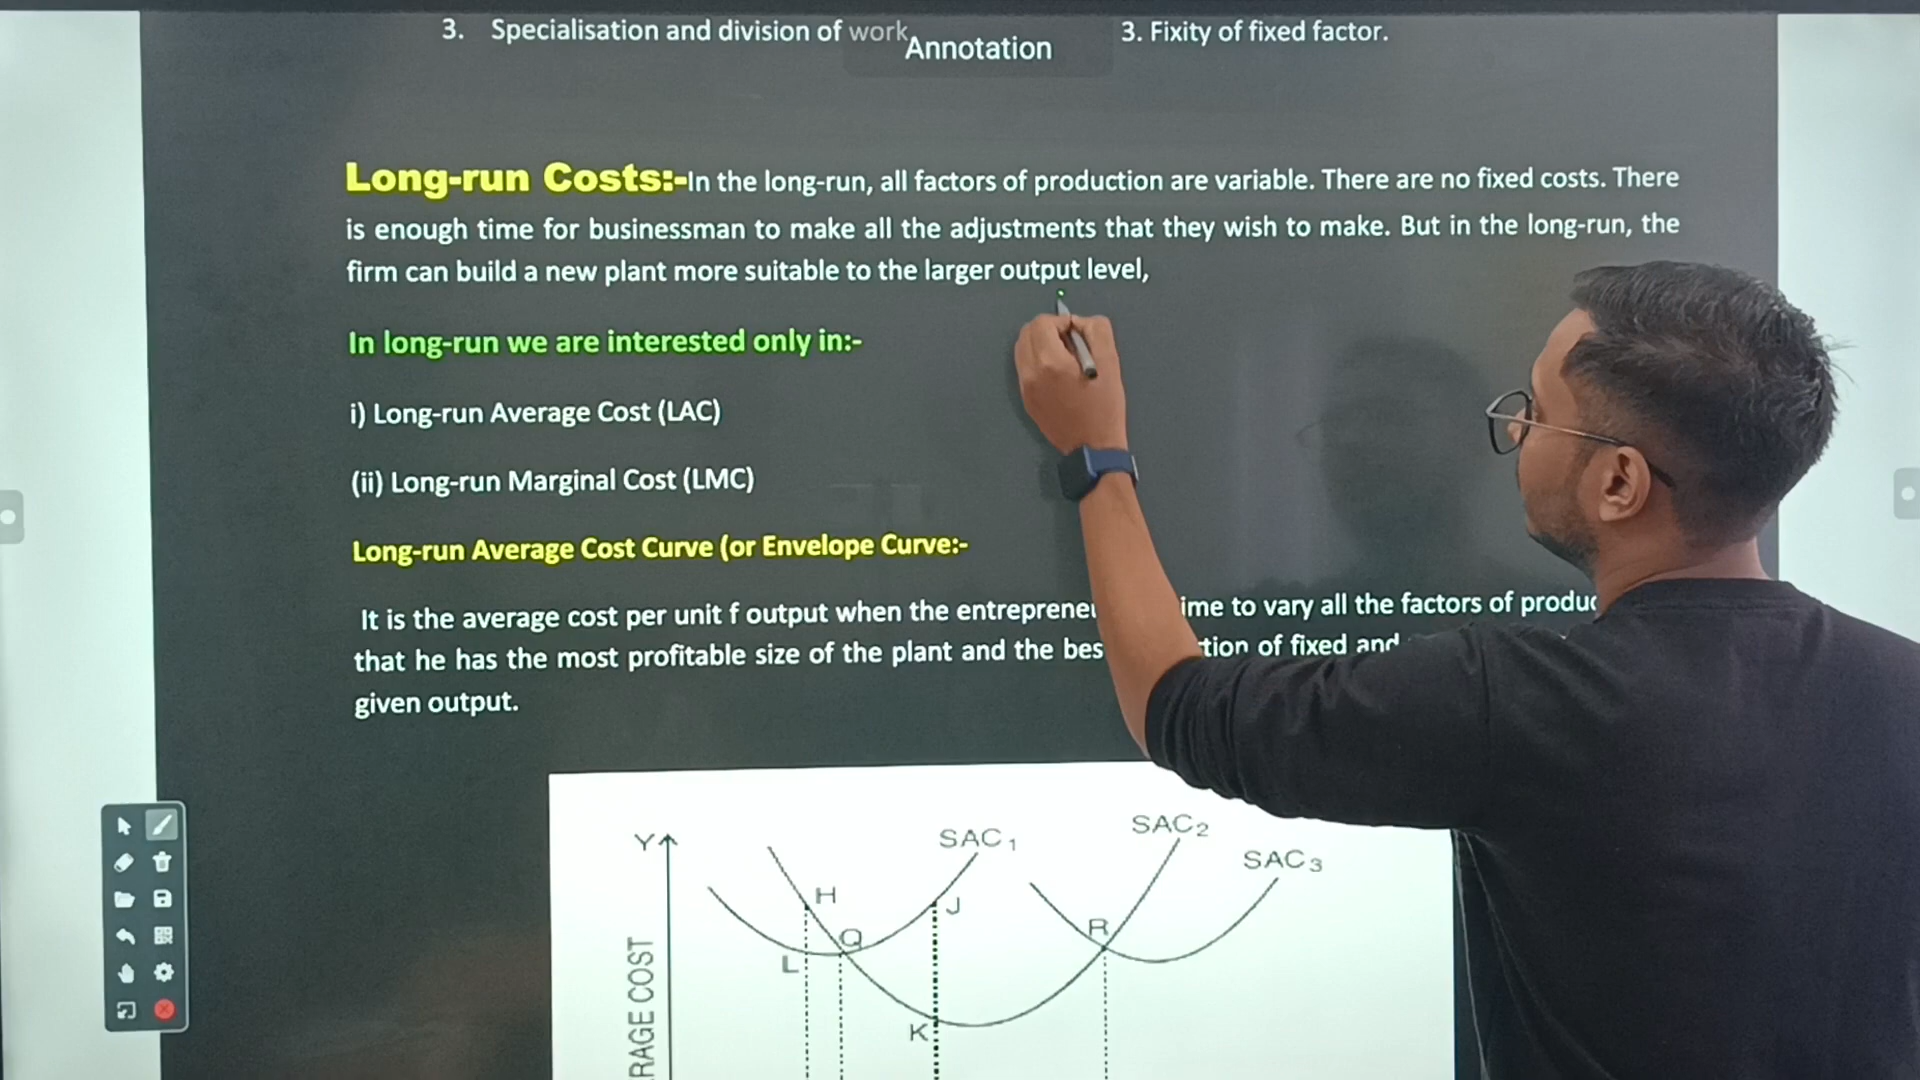 3. Specialisation and division of work
3. Fixity of fixed factor.
Annotation
Long-run Costs:-In the long-run, all factors of production are variable. There are no fixed costs. There
is enough time for businessman to make all the adjustments that they wish to make. But in the long-run, the
firm can build a new plant more suitable to the larger output level,
In long-run we are interested only in:-
i) Long-run Average Cost (LAC)
(ii) Long-run Marginal Cost (LMC)
Long-run Average Cost Curve (or Envelope Curve:-
It is the average cost per unit f output when the to vary all the factors of
that he has the most profitable size of the plant and the of fixed and
given output.
Y
SAC1
SAC2
SAC3
H
J
Q
R
L
K
COST